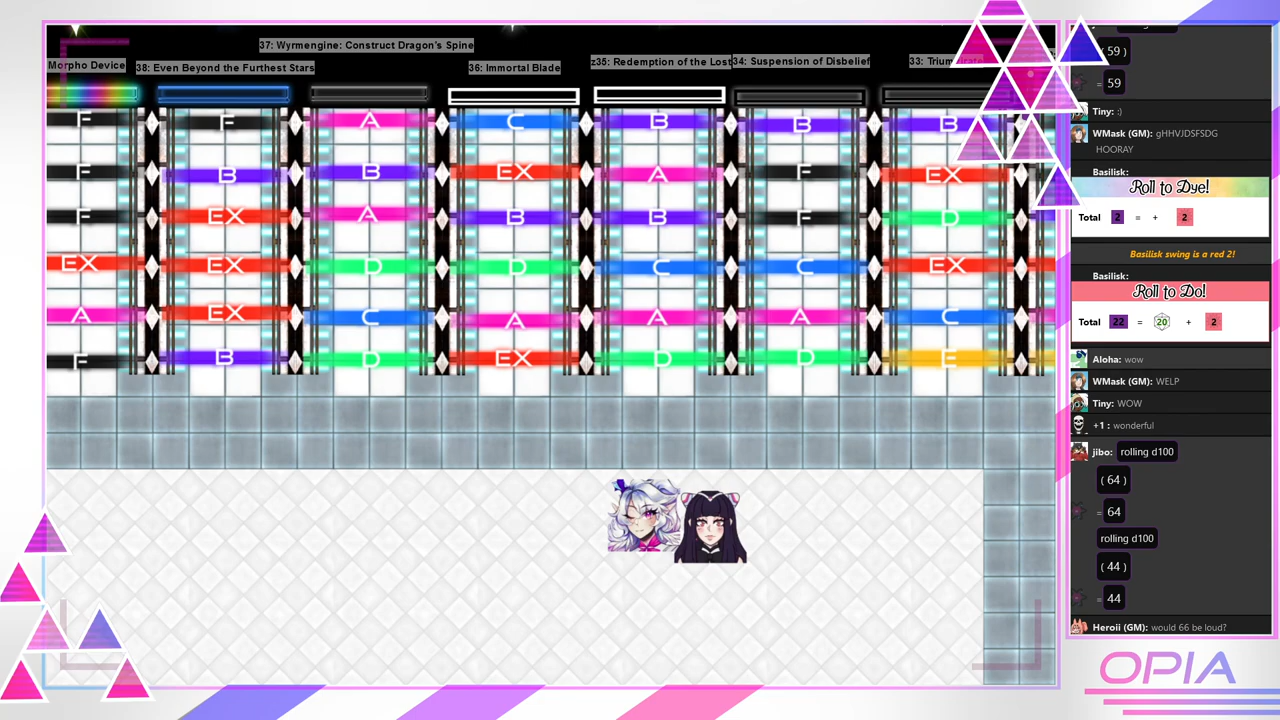 37: Wyrmengine: Construct Dragon's Spine
Morpho Device
38: Even Beyond the Furthest Stars
36: Immortal Blade
z35: Redemption of the Lost
34: Suspension of Disbelief
33: Triumvirate
F F A C B B B
F B B EX A F EX
F EX A B B F D
EX EX D D C C EX
A EX C A A A C
F B D EX D D E
( 59 )
= 59
Tiny: :)
WMask (GM): gHHVJDSFSDG
HOORAY
Basilisk:
Roll to Dye!
Total 2 = + 2
Basilisk swing is a red 2!
Basilisk:
Roll to Do!
Total 22 = 20 + 2
Aloha: wow
WMask (GM): WELP
Tiny: WOW
+1 : wonderful
jibo: rolling d100
( 64 )
= 64
rolling d100
( 44 )
= 44
Heroii (GM): would 66 be loud?
OPIA